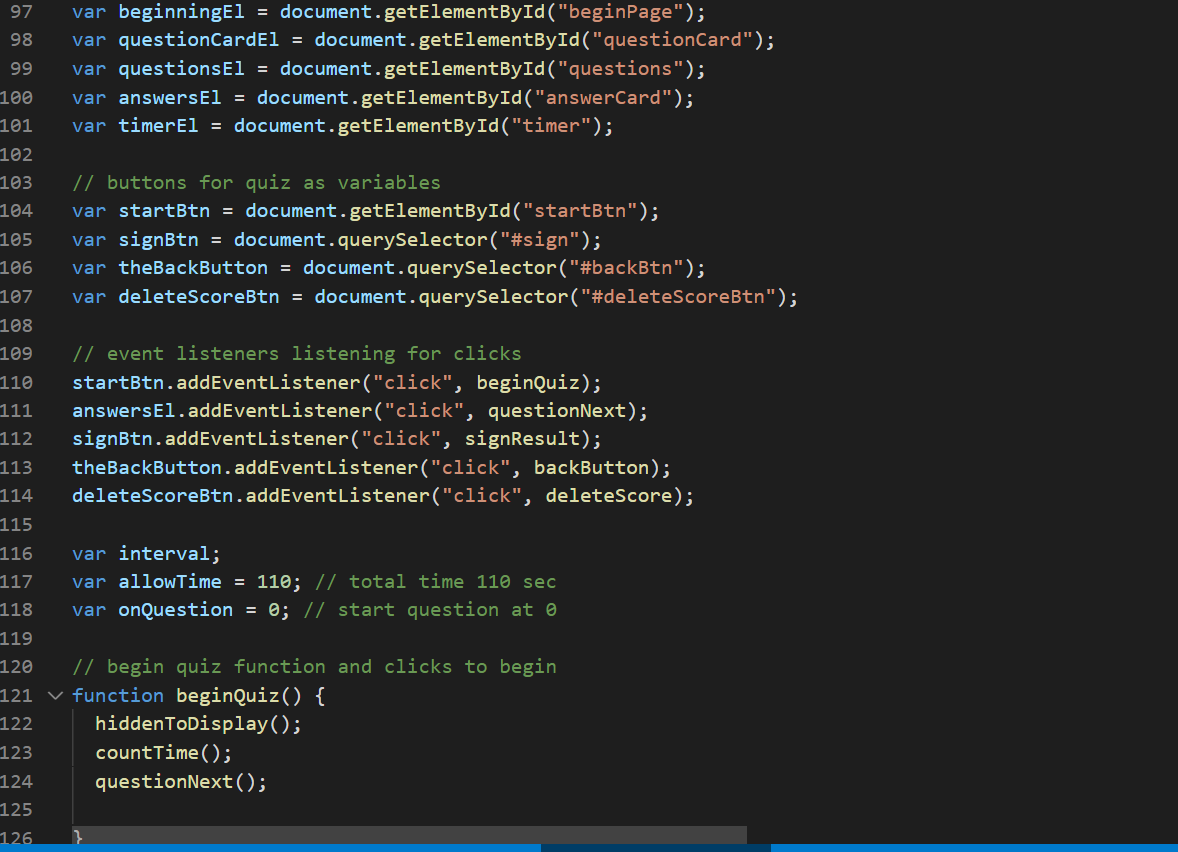 97 var beginningEl = document.getElementById("beginPage");
98 var questionCardEl = document.getElementById("questionCard");
99 var questionsEl = document.getElementById("questions");
100 var answersEl = document.getElementById("answerCard");
101 var timerEl = document.getElementById("timer");
102
103 // buttons for quiz as variables
104 var startBtn = document.getElementById("startBtn");
105 var signBtn = document.querySelector("#sign");
106 var theBackButton = document.querySelector("#backBtn");
107 var deleteScoreBtn = document.querySelector("#deleteScoreBtn");
108
109 // event listeners listening for clicks
110 startBtn.addEventListener("click", beginQuiz);
111 answersEl.addEventListener("click", questionNext);
112 signBtn.addEventListener("click", signResult);
113 theBackButton.addEventListener("click", backButton);
114 deleteScoreBtn.addEventListener("click", deleteScore);
115
116 var interval;
117 var allowTime = 110; // total time 110 sec
118 var onQuestion = 0; // start question at 0
119
120 // begin quiz function and clicks to begin
121 function beginQuiz() {
122   hiddenToDisplay();
123   countTime();
124   questionNext();
125
126 }